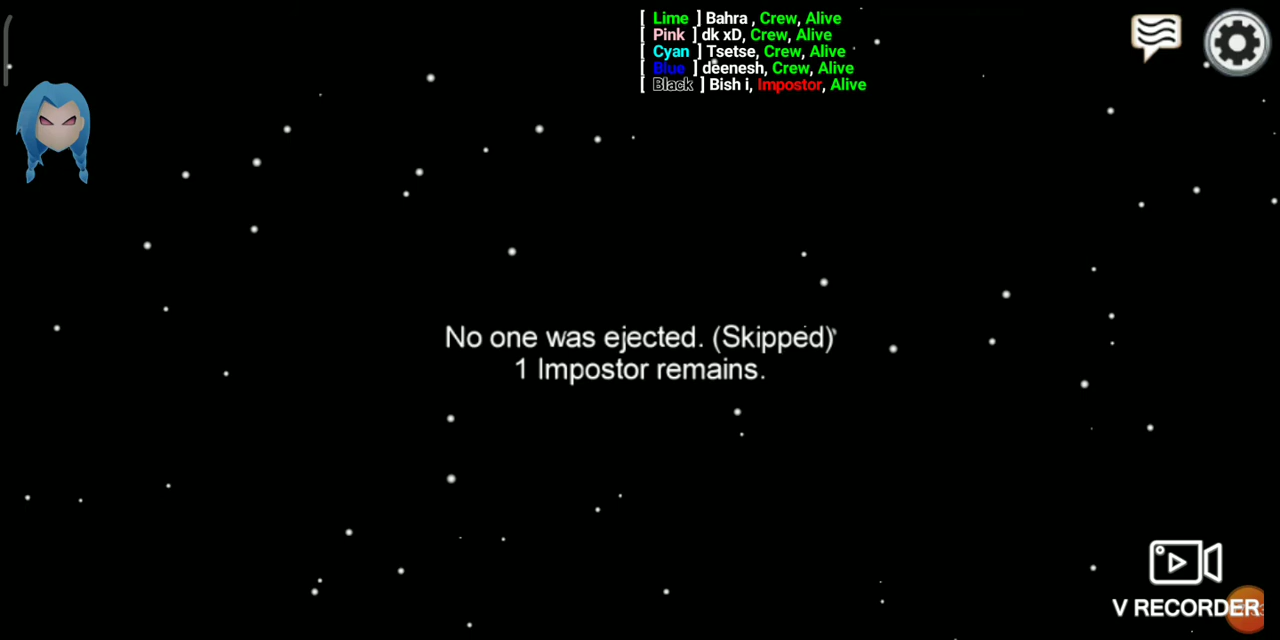 [ Lime ] Bahra , Crew, Alive
[ Pink ] dk xD, Crew, Alive
[ Cyan ] Tsetse, Crew, Alive
[ Blue ] deenesh, Crew, Alive
[ Black ] Bish i, Impostor, Alive
No one was ejected. (Skipped)
1 Impostor remains.
V RECORDER